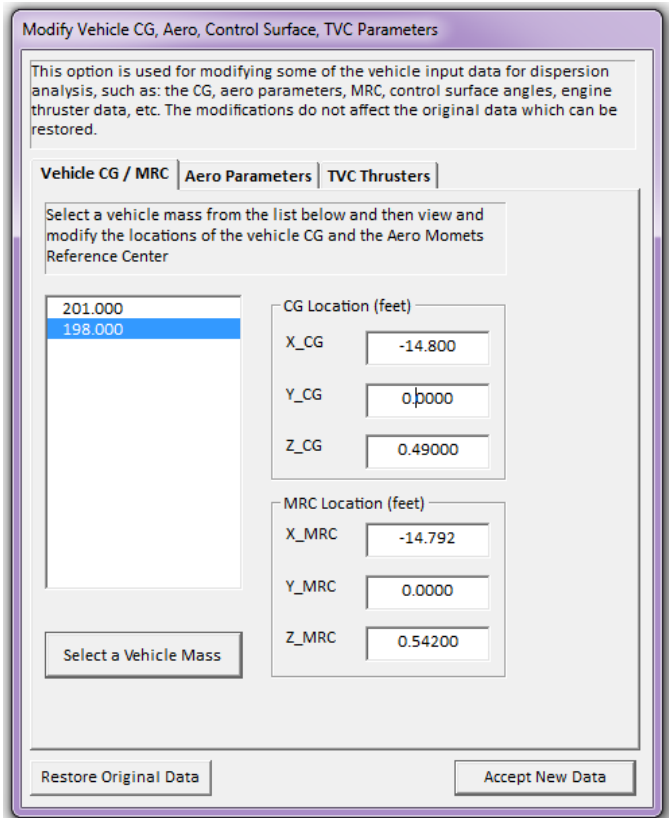 Modify Vehicle CG, Aero, Control Surface, TVC Parameters
This option is used for modifying some of the vehicle input data for dispersion
analysis, such as: the CG, aero parameters, MRC, control surface angles, engine
thruster data, etc. The modifications do not affect the original data which can be
restored.
Vehicle CG / MRC
Aero Parameters
TVC Thrusters
Select a vehicle mass from the list below and then view and
modify the locations of the vehicle CG and the Aero Momets
Reference Center
201.000
198.000
Select a Vehicle Mass
CG Location (feet)
X_CG -14.800
Y_CG 0.0000
Z_CG 0.49000
MRC Location (feet)
X_MRC -14.792
Y_MRC 0.0000
Z_MRC 0.54200
Restore Original Data
Accept New Data